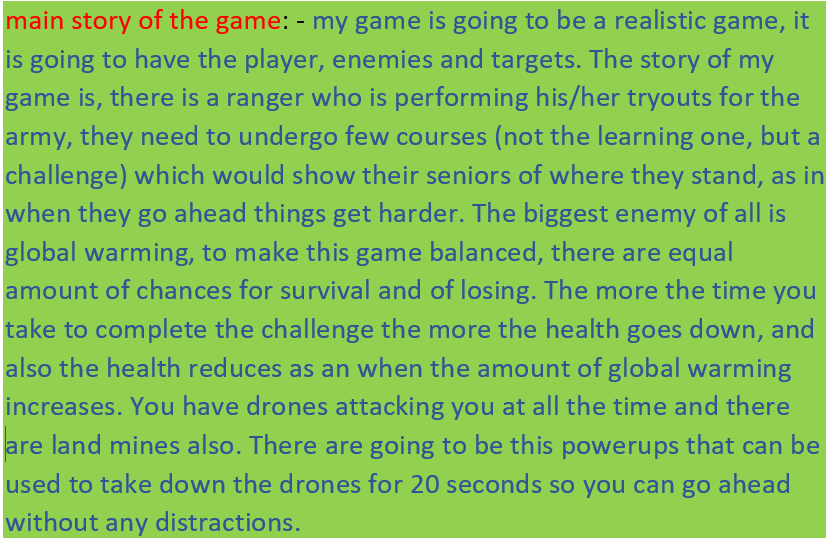 main story of the game: - my game is going to be a realistic game, it
is going to have the player, enemies and targets. The story of my
game is, there is a ranger who is performing his/her tryouts for the
army, they need to undergo few courses (not the learning one, but a
challenge) which would show their seniors of where they stand, as in
when they go ahead things get harder. The biggest enemy of all is
global warming, to make this game balanced, there are equal
amount of chances for survival and of losing. The more the time you
take to complete the challenge the more the health goes down, and
also the health reduces as an when the amount of global warming
increases. You have drones attacking you at all the time and there
are land mines also. There are going to be this powerups that can be
used to take down the drones for 20 seconds so you can go ahead
without any distractions.